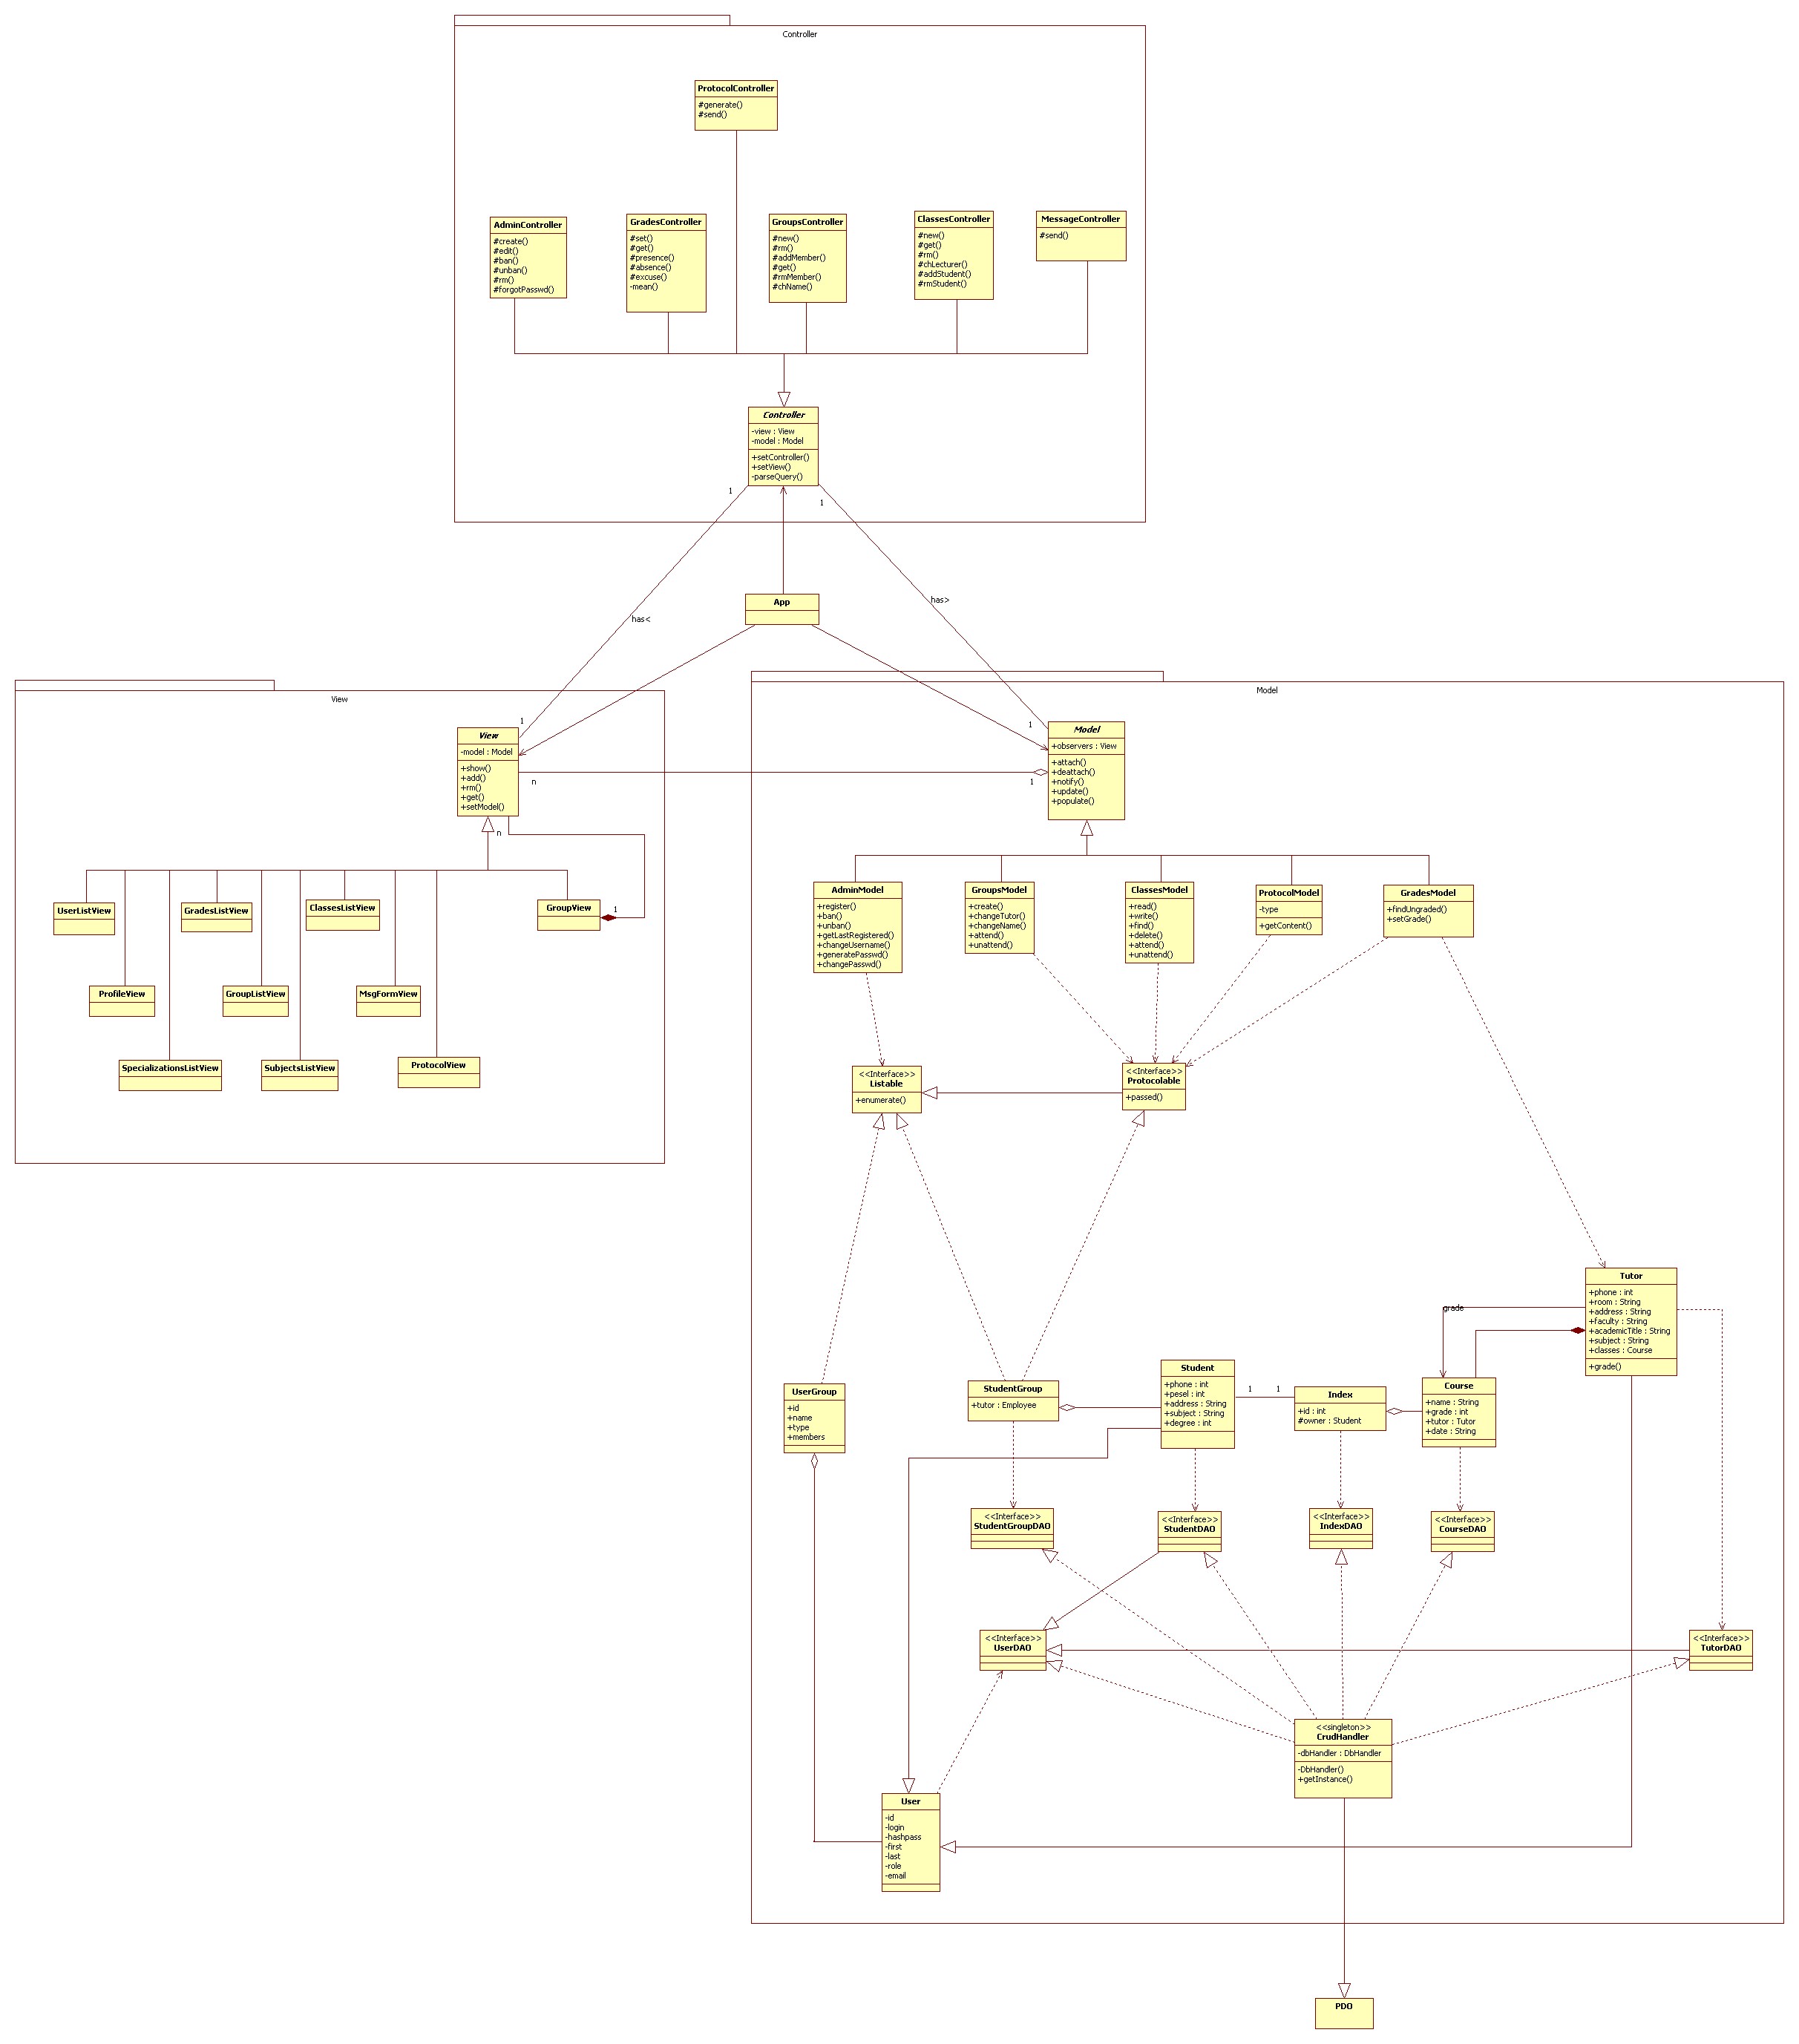 Controller
ProtocolController
#generate()
#send()
AdminController
#create()
#edit()
#ban()
#unban()
#rm()
#forgotPasswd()
GradesController
#set()
#get()
#presence()
#absence()
#excuse()
-mean()
GroupsController
#new()
#rm()
#addMember()
#get()
#rmMember()
#chName()
ClassesController
#new()
#get()
#rm()
#chLecturer()
#addStudent()
#rmStudent()
MessageController
#send()
Controller
-view : View
-model : Model
+setController()
+setView()
-parseQuery()
1
1
has<
has>
App
View
View
-model : Model
+show()
+add()
+rm()
+get()
+setModel()
1
n
n
UserListView
GradesListView
ClassesListView
GroupView
1
ProfileView
GroupListView
MsgFormView
SpecializationsListView
SubjectsListView
ProtocolView
Model
1
1
Model
+observers : View
+attach()
+deattach()
+notify()
+update()
+populate()
AdminModel
+register()
+ban()
+unban()
+getLastRegistered()
+changeUsername()
+generatePasswd()
+changePasswd()
GroupsModel
+create()
+changeTutor()
+changeName()
+attend()
+unattend()
ClassesModel
+read()
+write()
+find()
+delete()
+attend()
+unattend()
ProtocolModel
-type
+getContent()
GradesModel
+findUngraded()
+setGrade()
<<Interface>>
Listable
+enumerate()
<<Interface>>
Protocolable
+passed()
Tutor
+phone : int
+room : String
+address : String
+faculty : String
+academicTitle : String
+subject : String
+classes : Course
+grade()
grade
UserGroup
+id
+name
+type
+members
StudentGroup
+tutor : Employee
Student
+phone : int
+pesel : int
+address : String
+subject : String
+degree : int
1
1
Index
+id : int
#owner : Student
Course
+name : String
+grade : int
+tutor : Tutor
+date : String
<<Interface>>
StudentGroupDAO
<<Interface>>
StudentDAO
<<Interface>>
IndexDAO
<<Interface>>
CourseDAO
<<Interface>>
UserDAO
<<Interface>>
TutorDAO
<<singleton>>
CrudHandler
-dbHandler : DbHandler
-DbHandler()
+getInstance()
User
-id
-login
-hashpass
-first
-last
-role
-email
PDO